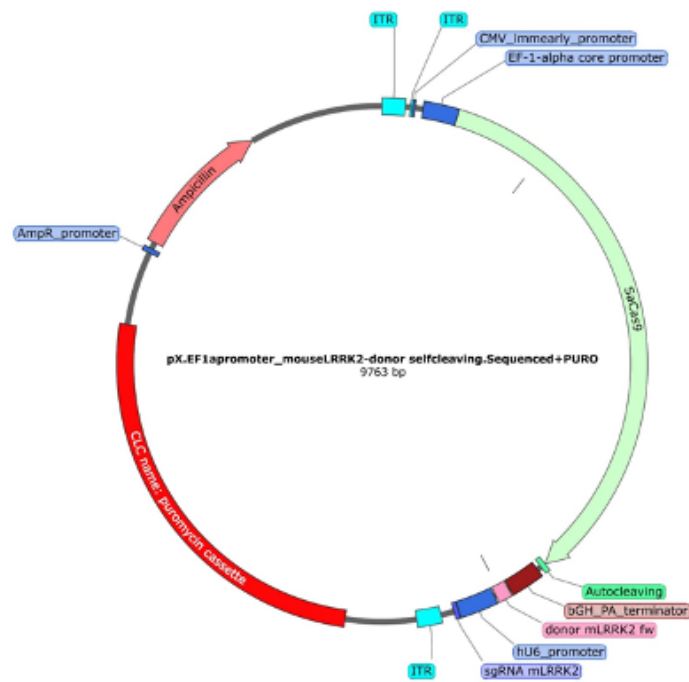 ITR
ITR
CMV_immearly_promoter
EF-1-alpha core promoter
Ampicillin
AmpR_promoter
SaCas9
pX.EF1apromoter_mouseLRRK2-donor selfcleaving.Sequenced+PURO
9763 bp
CLC name: puromycin cassette
Autocleaving
bGH_PA_terminator
donor mLRRK2 fw
hU6_promoter
ITR
sgRNA mLRRK2